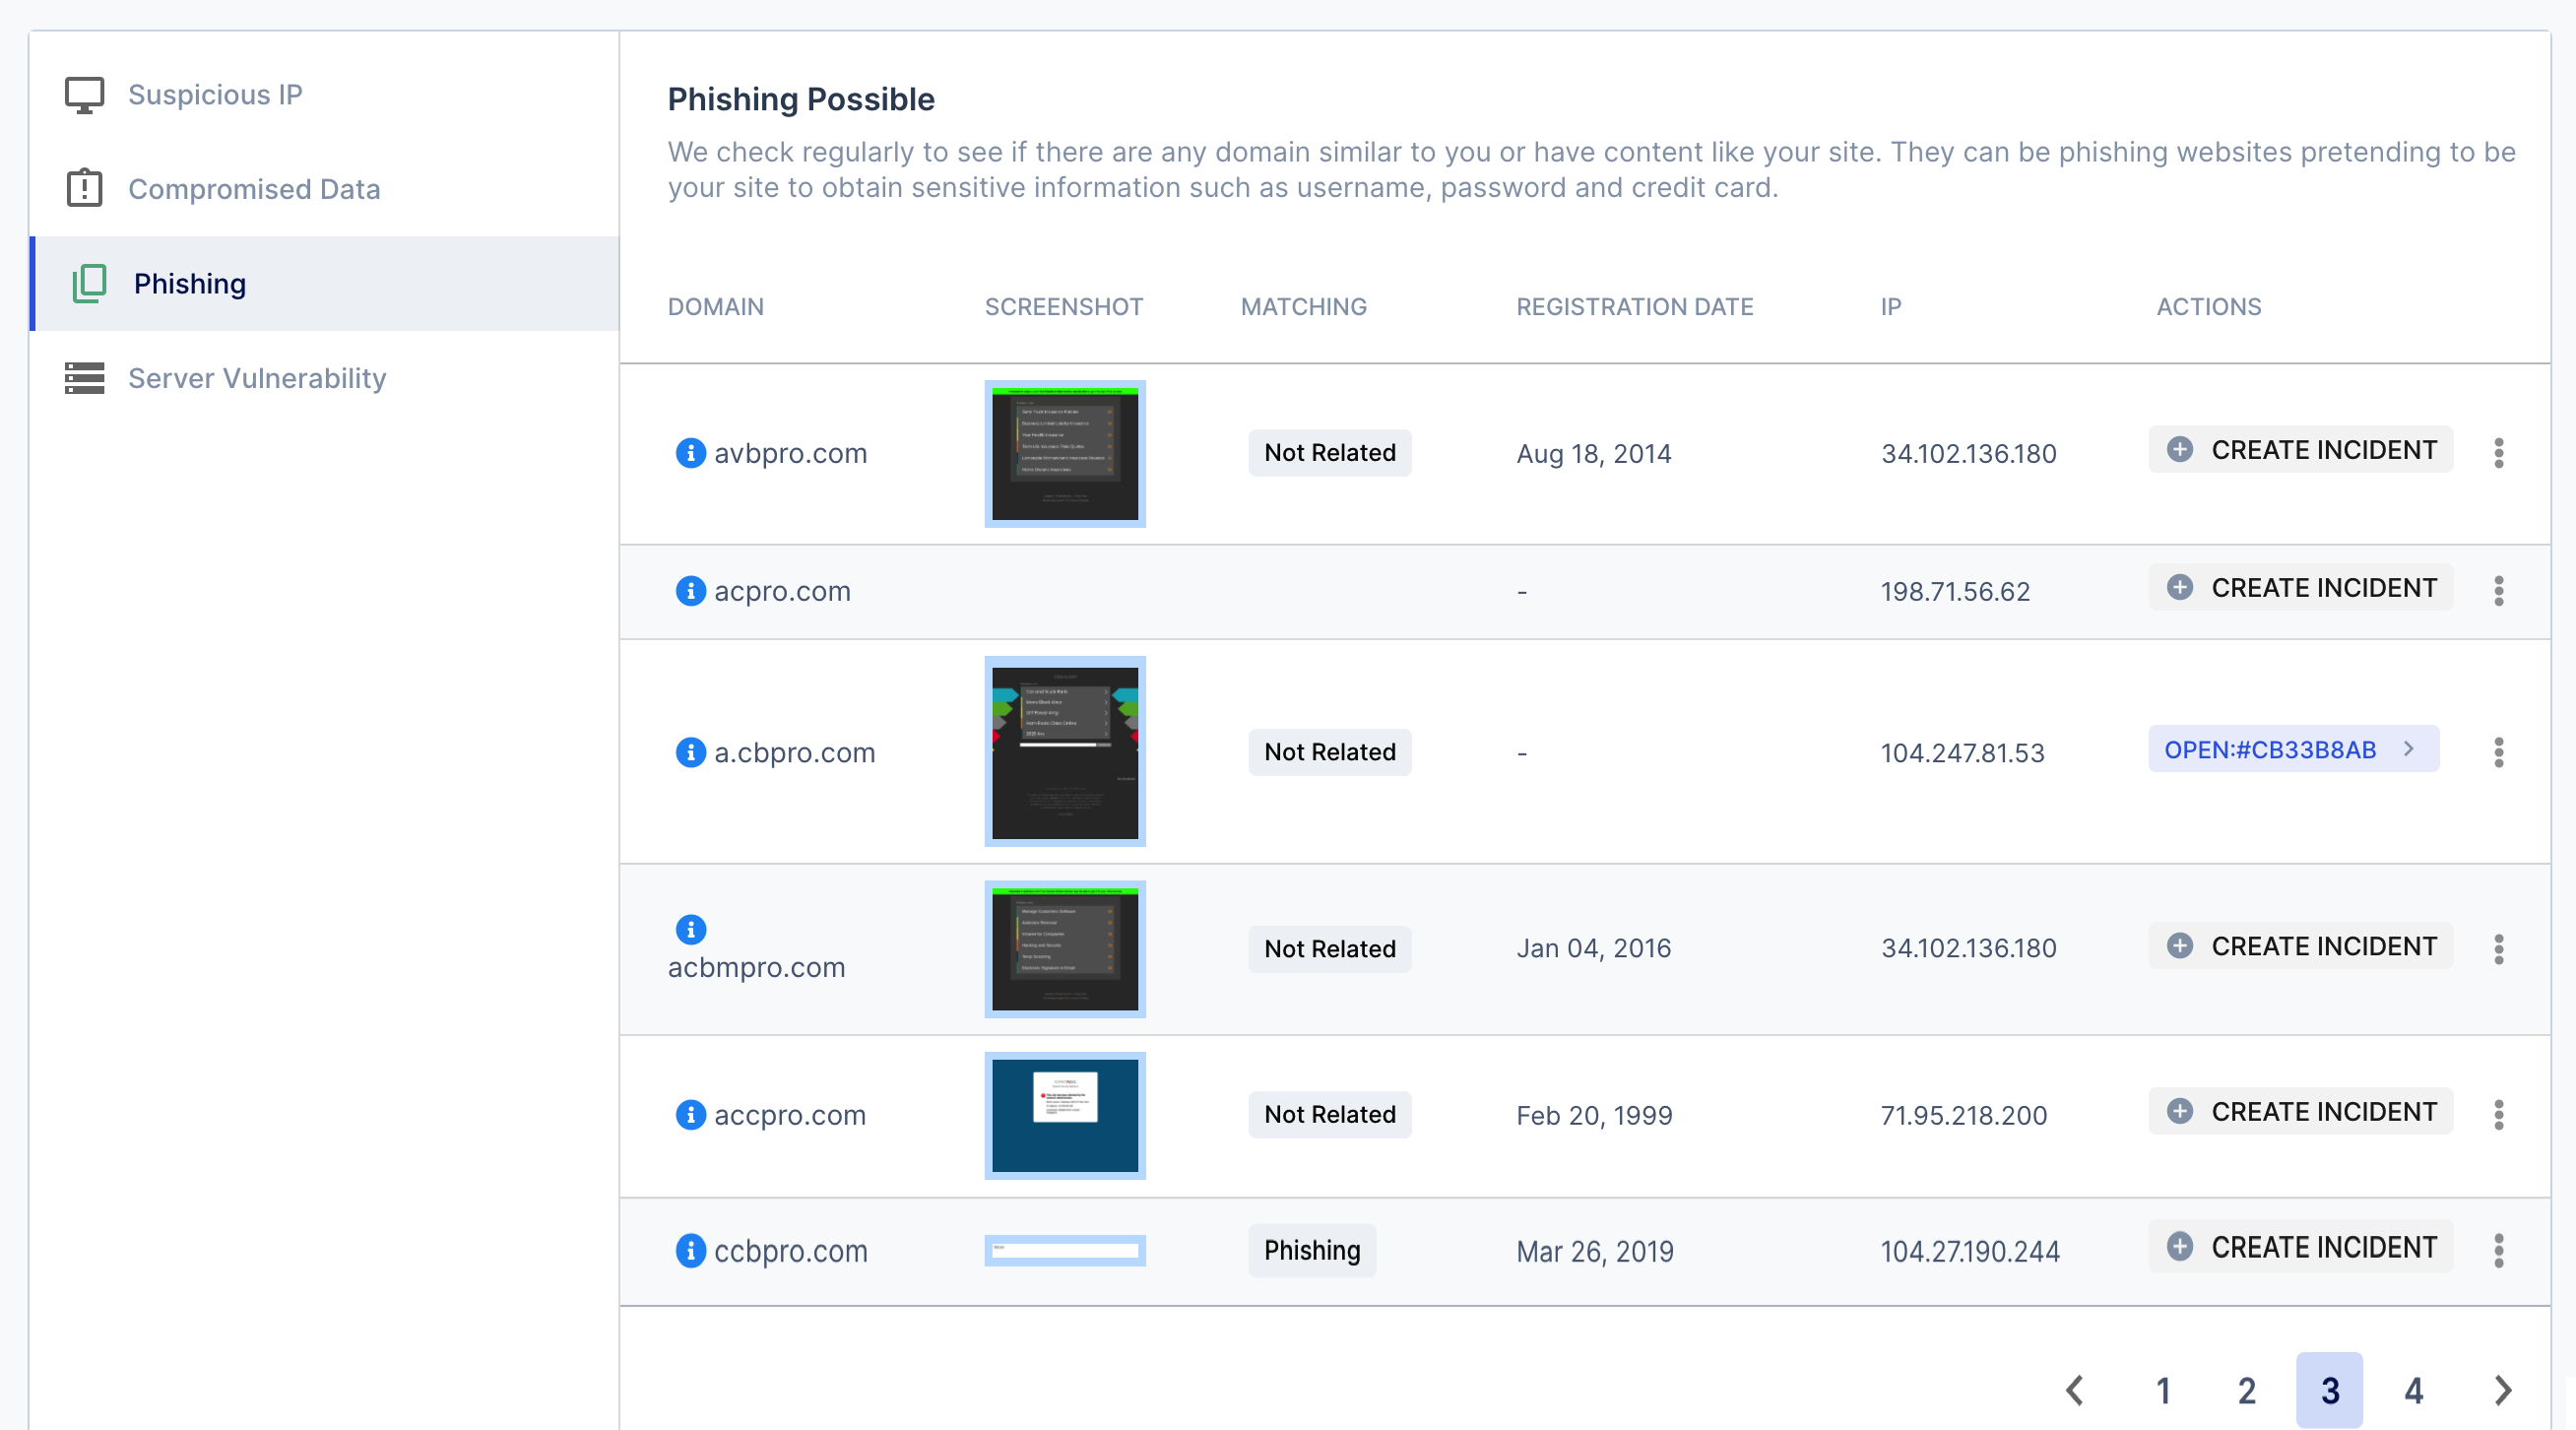 Suspicious IP
Compromised Data
Phishing
Server Vulnerability
Phishing Possible
We check regularly to see if there are any domain similar to you or have content like your site. They can be phishing websites pretending to be
your site to obtain sensitive information such as username, password and credit card.
DOMAIN SCREENSHOT MATCHING REGISTRATION DATE IP ACTIONS
avbpro.com Not Related Aug 18, 2014 34.102.136.180 CREATE INCIDENT
acpro.com - 198.71.56.62 CREATE INCIDENT
a.cbpro.com Not Related - 104.247.81.53 OPEN:#CB33B8AB
acbmpro.com Not Related Jan 04, 2016 34.102.136.180 CREATE INCIDENT
accpro.com Not Related Feb 20, 1999 71.95.218.200 CREATE INCIDENT
ccbpro.com Phishing Mar 26, 2019 104.27.190.244 CREATE INCIDENT
1 2 3 4